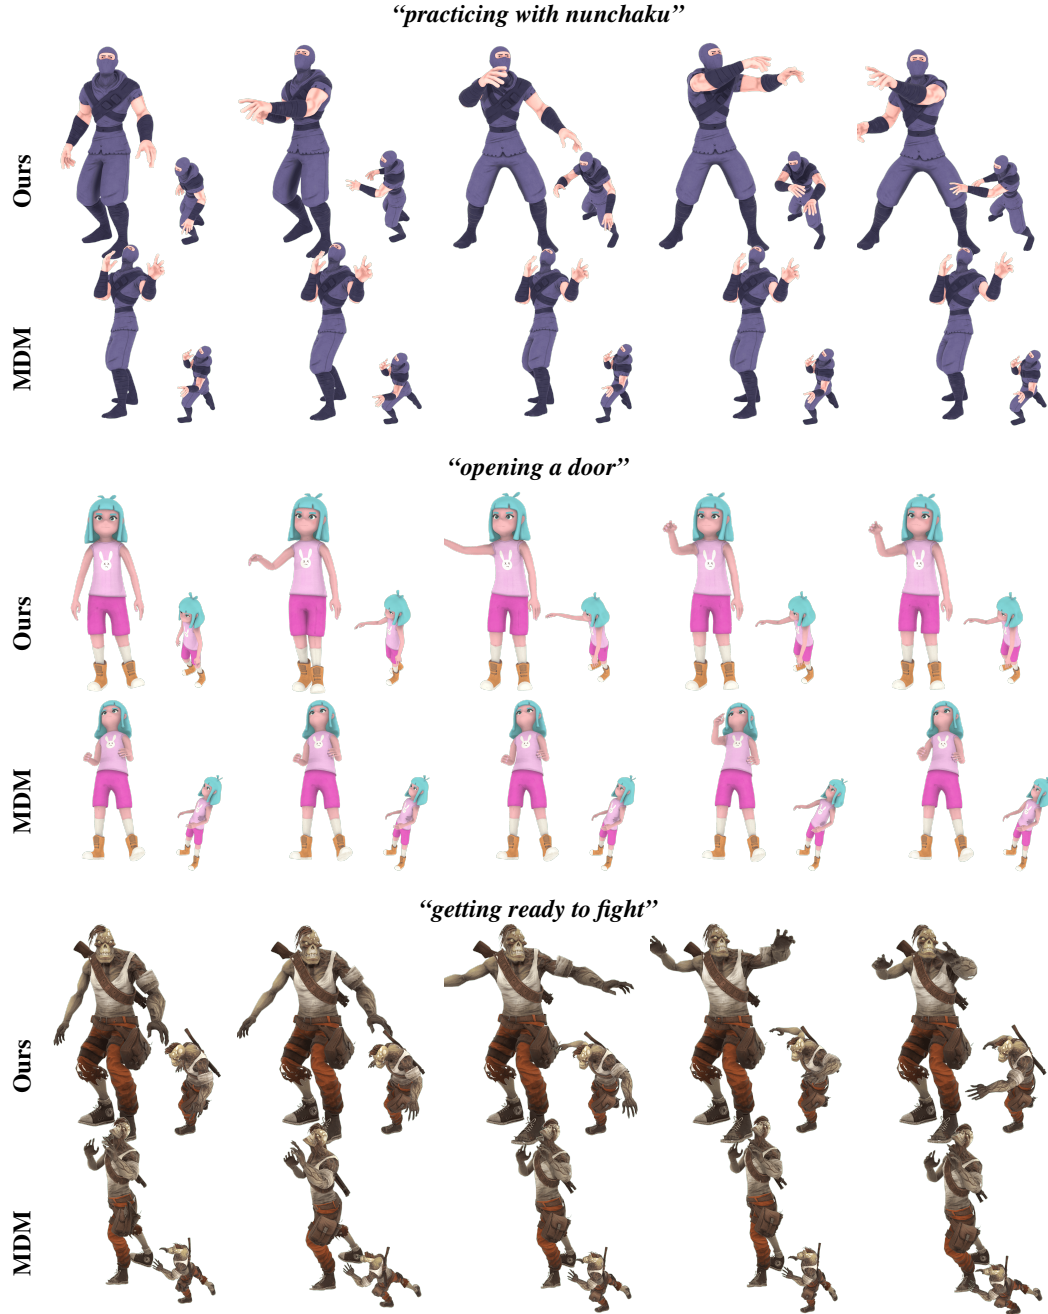 “practicing with nunchaku”
Ours
MDM
“opening a door”
Ours
MDM
“getting ready to fight”
Ours
MDM